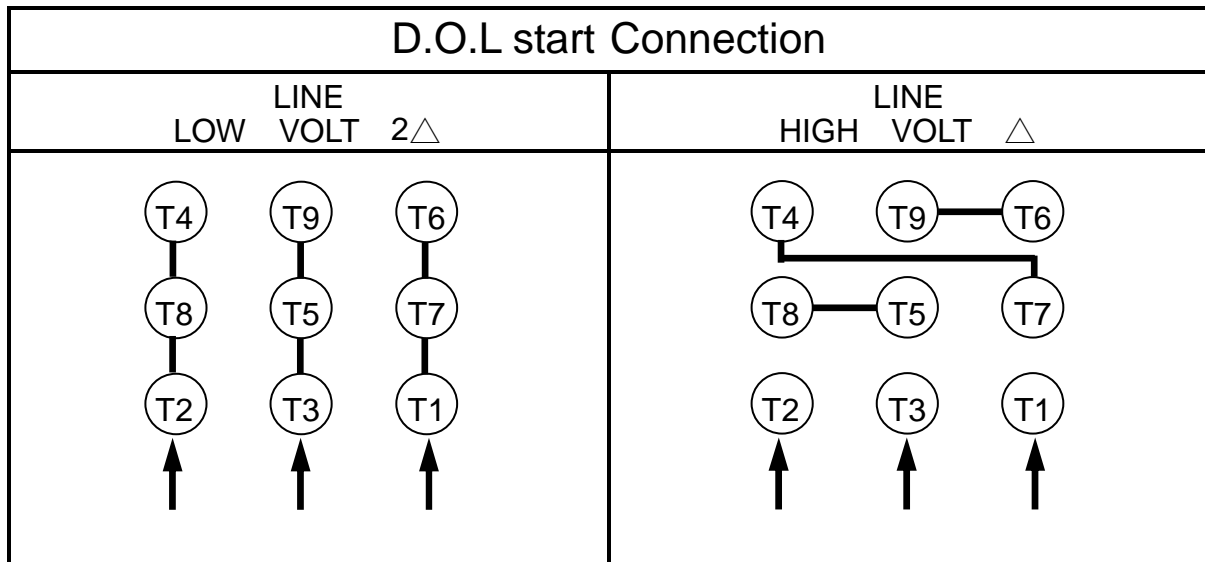 D.O.L start Connection
LINE
LOW VOLT 2△
LINE
HIGH VOLT △
T4 T9 T6
T8 T5 T7
T2 T3 T1
T4 T9 T6
T8 T5 T7
T2 T3 T1